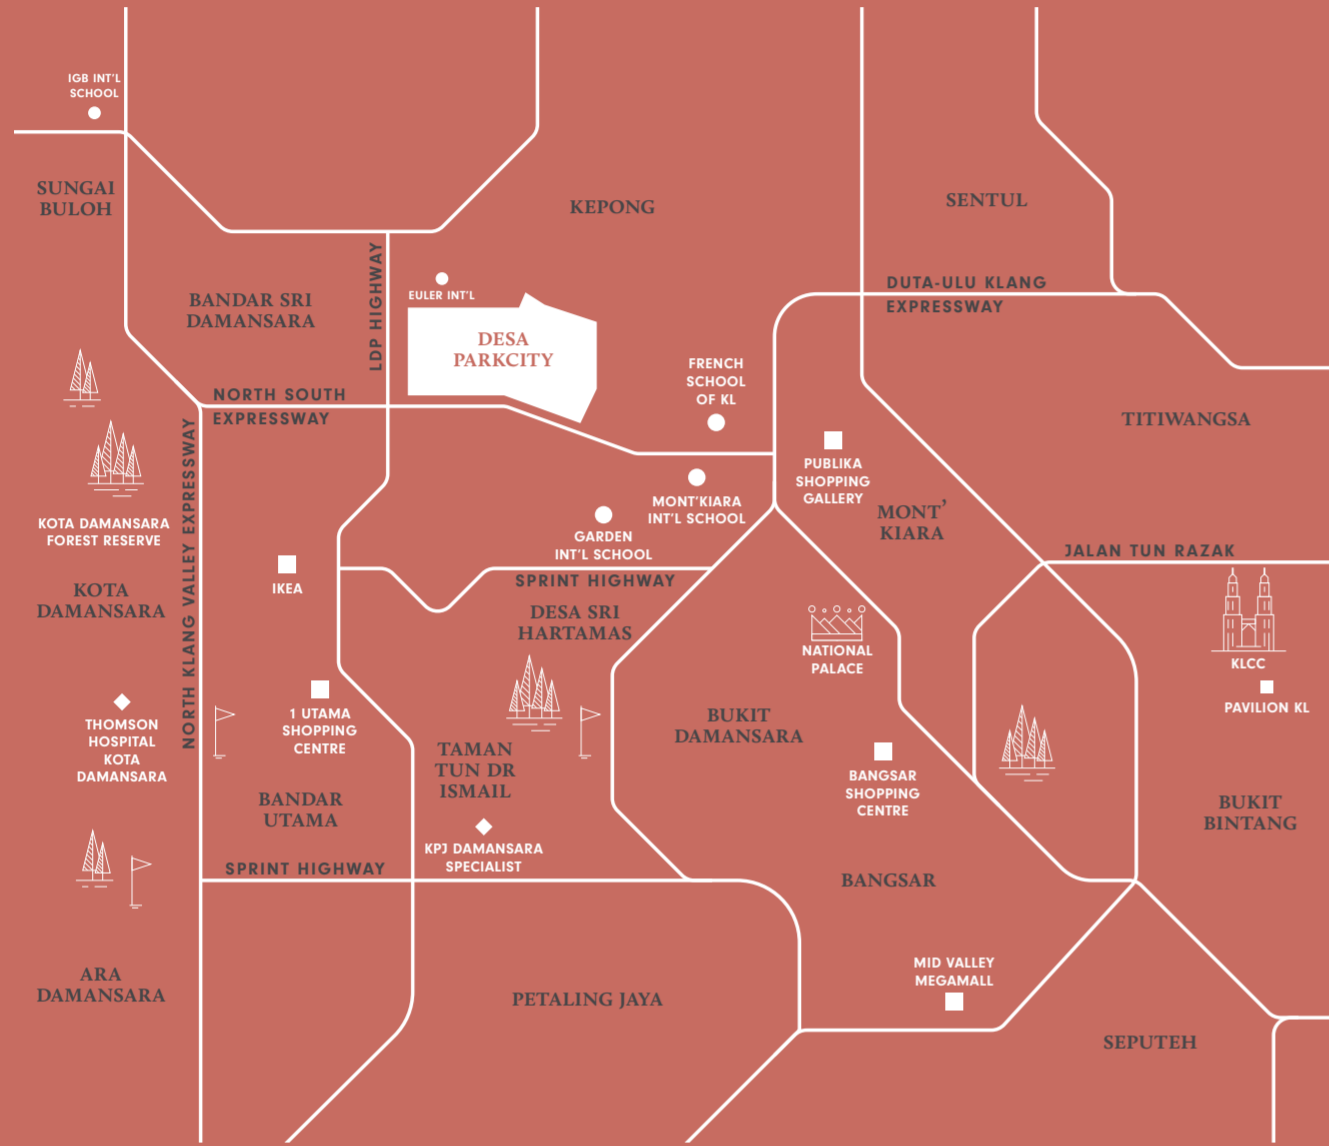 IGB INT'L
SCHOOL
SUNGAI
BULOH
KEPONG
SENTUL
LDP HIGHWAY
EULER INT'L
BANDAR SRI
DAMANSARA
DESA
PARKCITY
DUTA-ULU KLANG
EXPRESSWAY
NORTH SOUTH
EXPRESSWAY
FRENCH
SCHOOL
OF KL
TITIWANGSA
PUBLIKA
SHOPPING
GALLERY
MONT'KIARA
INT'L SCHOOL
MONT'
KIARA
KOTA DAMANSARA
FOREST RESERVE
NORTH KLANG VALLEY EXPRESSWAY
GARDEN
INT'L SCHOOL
JALAN TUN RAZAK
IKEA
SPRINT HIGHWAY
KOTA
DAMANSARA
DESA SRI
HARTAMAS
NATIONAL
PALACE
KLCC
PAVILION KL
THOMSON
HOSPITAL
KOTA
DAMANSARA
1 UTAMA
SHOPPING
CENTRE
BUKIT
DAMANSARA
TAMAN
TUN DR
ISMAIL
BANGSAR
SHOPPING
CENTRE
BANDAR
UTAMA
BUKIT
BINTANG
KPJ DAMANSARA
SPECIALIST
SPRINT HIGHWAY
BANGSAR
ARA
DAMANSARA
MID VALLEY
MEGAMALL
PETALING JAYA
SEPUTEH